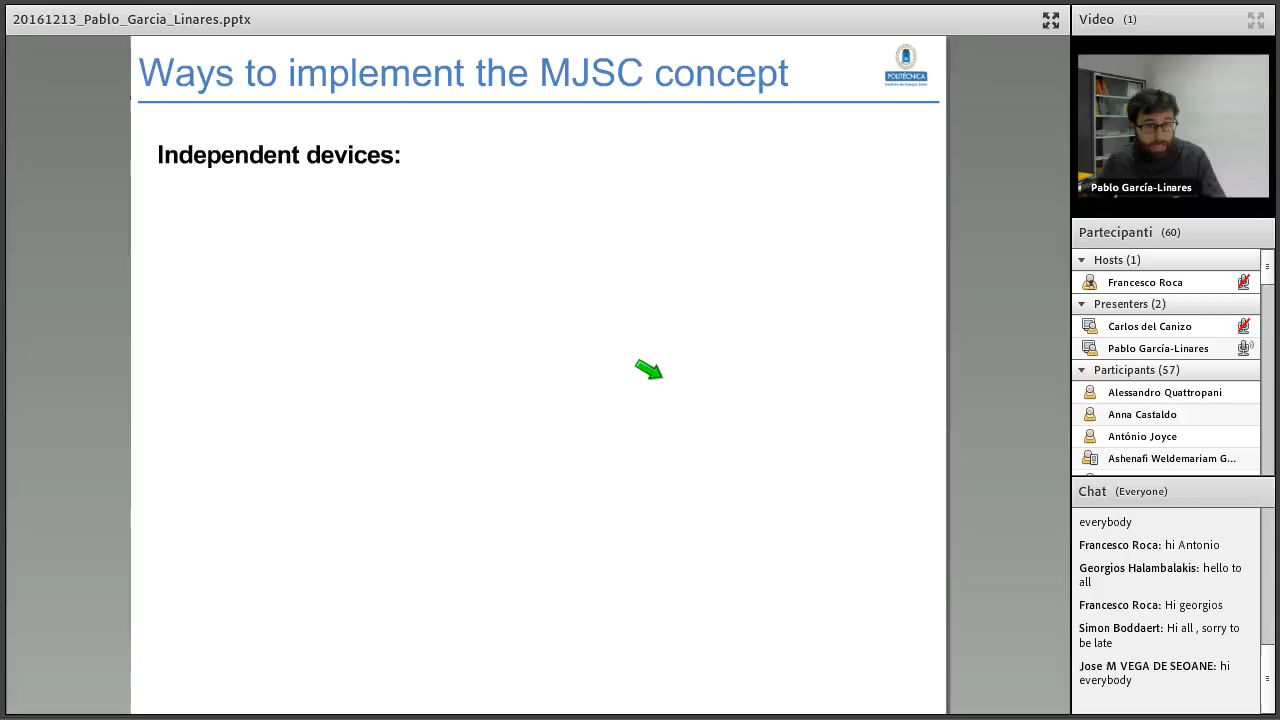 20161213_Pablo_Garcia_Linares.pptx
Ways to implement the MJSC concept
POLITÉCNICA
Independent devices:
Video (1)
Pablo García-Linares
Partecipanti (60)
Hosts (1)
Francesco Roca
Presenters (2)
Carlos del Canizo
Pablo García-Linares
Participants (57)
Alessandro Quattropani
Anna Castaldo
António Joyce
Ashenafi Weldemariam G...
Chat (Everyone)
everybody
Francesco Roca: hi Antonio
Georgios Halambalakis: hello to
all
Francesco Roca: Hi georgios
Simon Boddaert: Hi all , sorry to
be late
Jose M VEGA DE SEOANE: hi
everybody